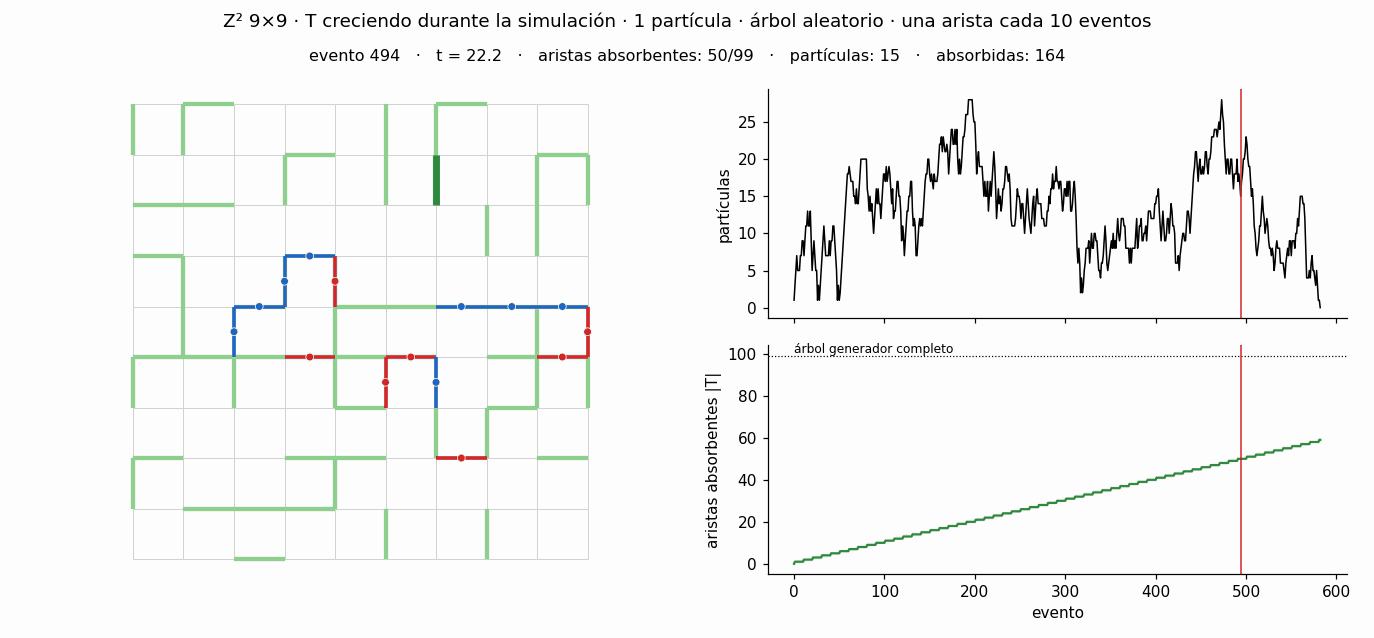 Z² 9×9 · T creciendo durante la simulación · 1 partícula · árbol aleatorio · una arista cada 10 eventos
evento 494 · t = 22.2 · aristas absorbentes: 50/99 · partículas: 15 · absorbidas: 164
partículas
25
20
15
10
5
0
aristas absorbentes |T|
árbol generador completo
100
80
60
40
20
0
0 100 200 300 400 500 600
evento